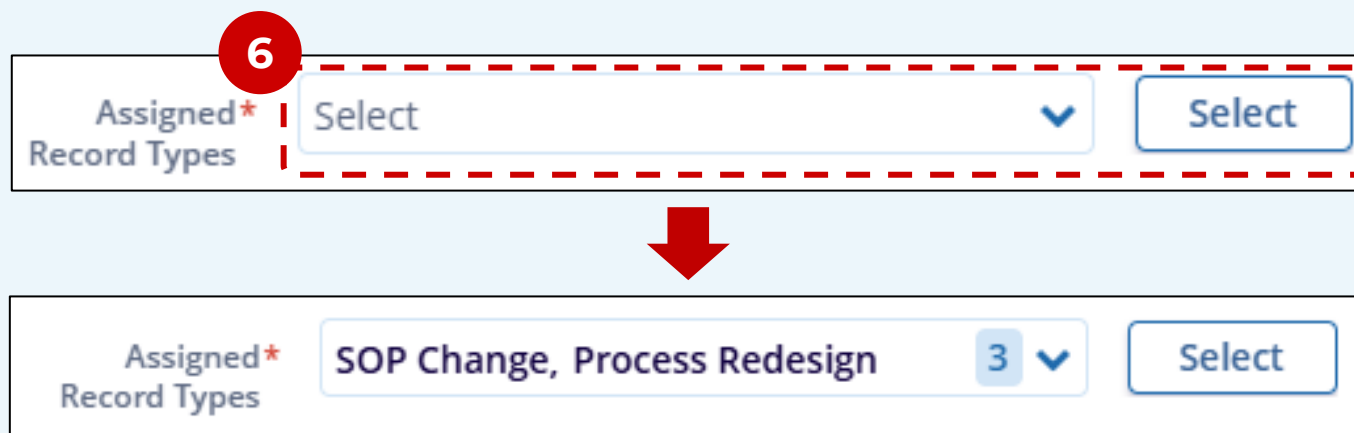 6
Assigned* Select Select
Record Types
Assigned* SOP Change, Process Redesign 3 Select
Record Types